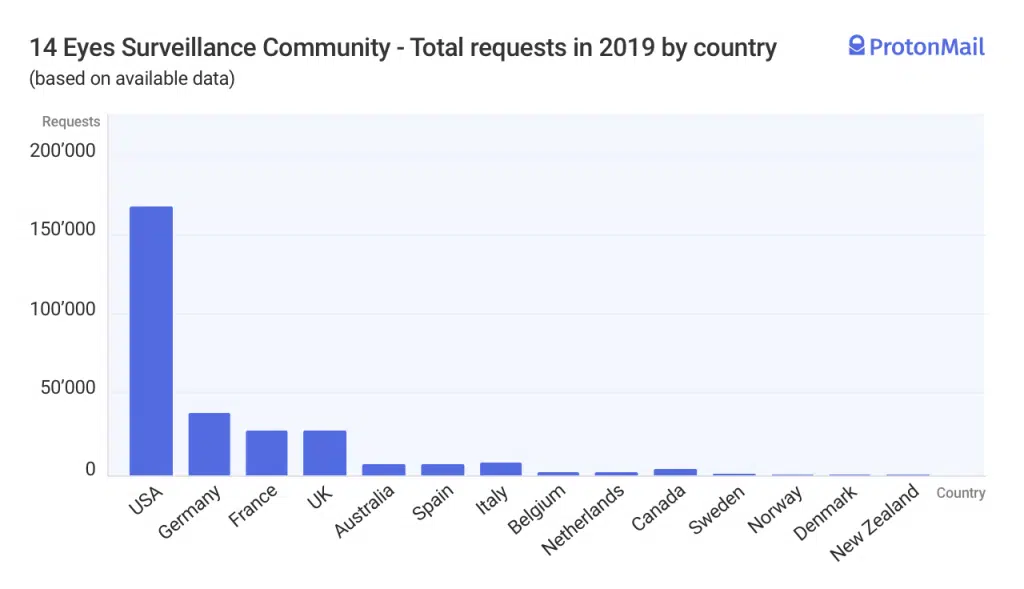 14 Eyes Surveillance Community - Total requests in 2019 by country
ProtonMail
(based on available data)
Requests
200’000
150’000
100’000
50’000
0
USA
Germany
France
UK
Australia
Spain
Italy
Belgium
Netherlands
Canada
Sweden
Norway
Denmark
New Zealand
Country